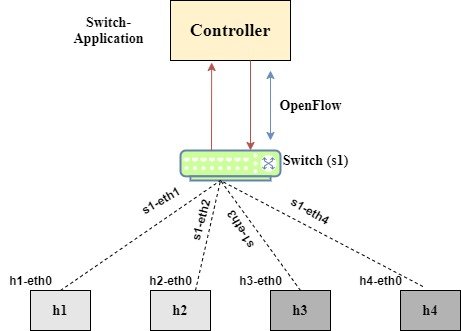 Switch-
Application
Controller
OpenFlow
Switch (s1)
s1-eth1
s1-eth2
s1-eth3
s1-eth4
h1-eth0
h2-eth0
h3-eth0
h4-eth0
h1
h2
h3
h4